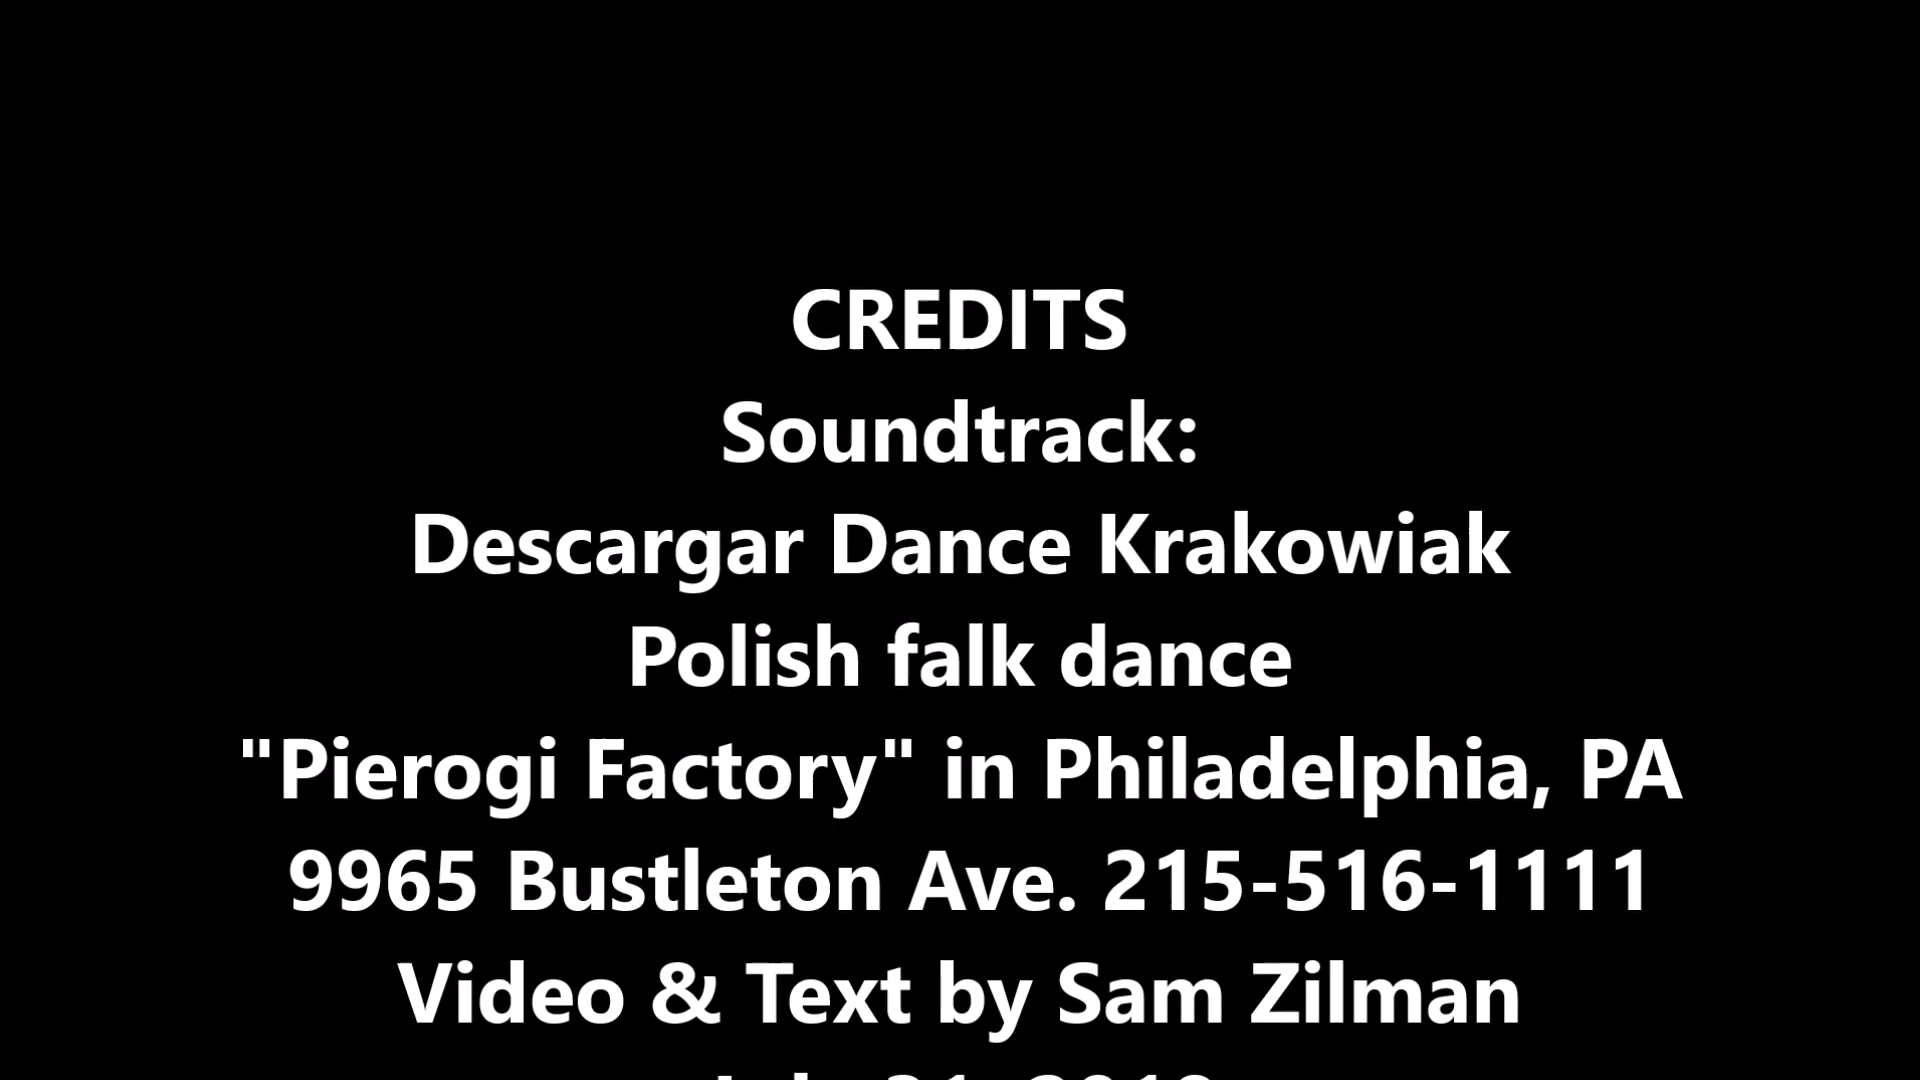 CREDITS
Soundtrack:
Descargar Dance Krakowiak
Polish falk dance
"Pierogi Factory" in Philadelphia, PA
9965 Bustleton Ave. 215-516-1111
Video & Text by Sam Zilman